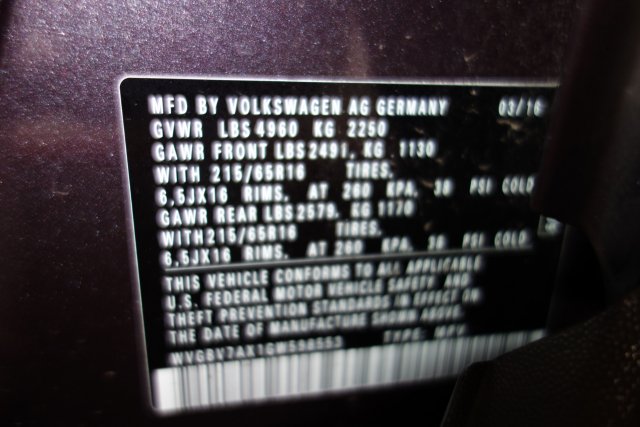 MFD BY VOLKSWAGEN AG GERMANY 03/16
GVWR LBS 4960 KG 2250
GAWR FRONT LBS 2491, KG 1130
WITH 215/65R16 TIRES,
6,5JX16 RIMS, AT 260 KPA, 38 PSI COLD
GAWR REAR LBS 2579, KG 1170
WITH 215/65R16 TIRES,
6,5JX16 RIMS, AT 260 KPA, 38 PSI COLD
THIS VEHICLE CONFORMS TO ALL APPLICABLE
U.S. FEDERAL MOTOR VEHICLE SAFETY AND
THEFT PREVENTION STANDARDS IN EFFECT ON
THE DATE OF MANUFACTURE SHOWN ABOVE.
TYPE: MPV